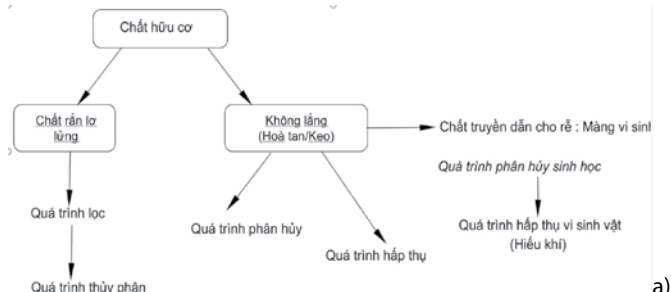 Chất hữu cơ
Chất rắn lơ
lửng
Không lắng
(Hoà tan/Keo)
Chất truyền dẫn cho rễ : Màng vi sinh
Quá trình phân hủy sinh học
Quá trình lọc
Quá trình phân hủy
Quá trình hấp thụ vi sinh vật
(Hiếu khí)
Quá trình hấp thụ
Quá trình thủy phân
a)